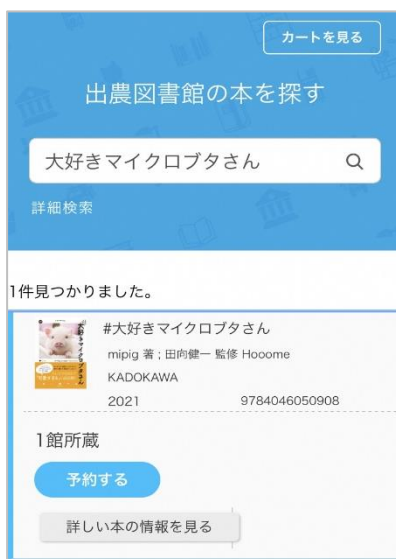 カートを見る
出農図書館の本を探す
大好きマイクロブタさん
詳細検索
1件見つかりました。
#大好きマイクロブタさん
mipig 著 ; 田向健一 監修 Hooome
KADOKAWA
2021 9784046050908
1館所蔵
予約する
詳しい本の情報を見る